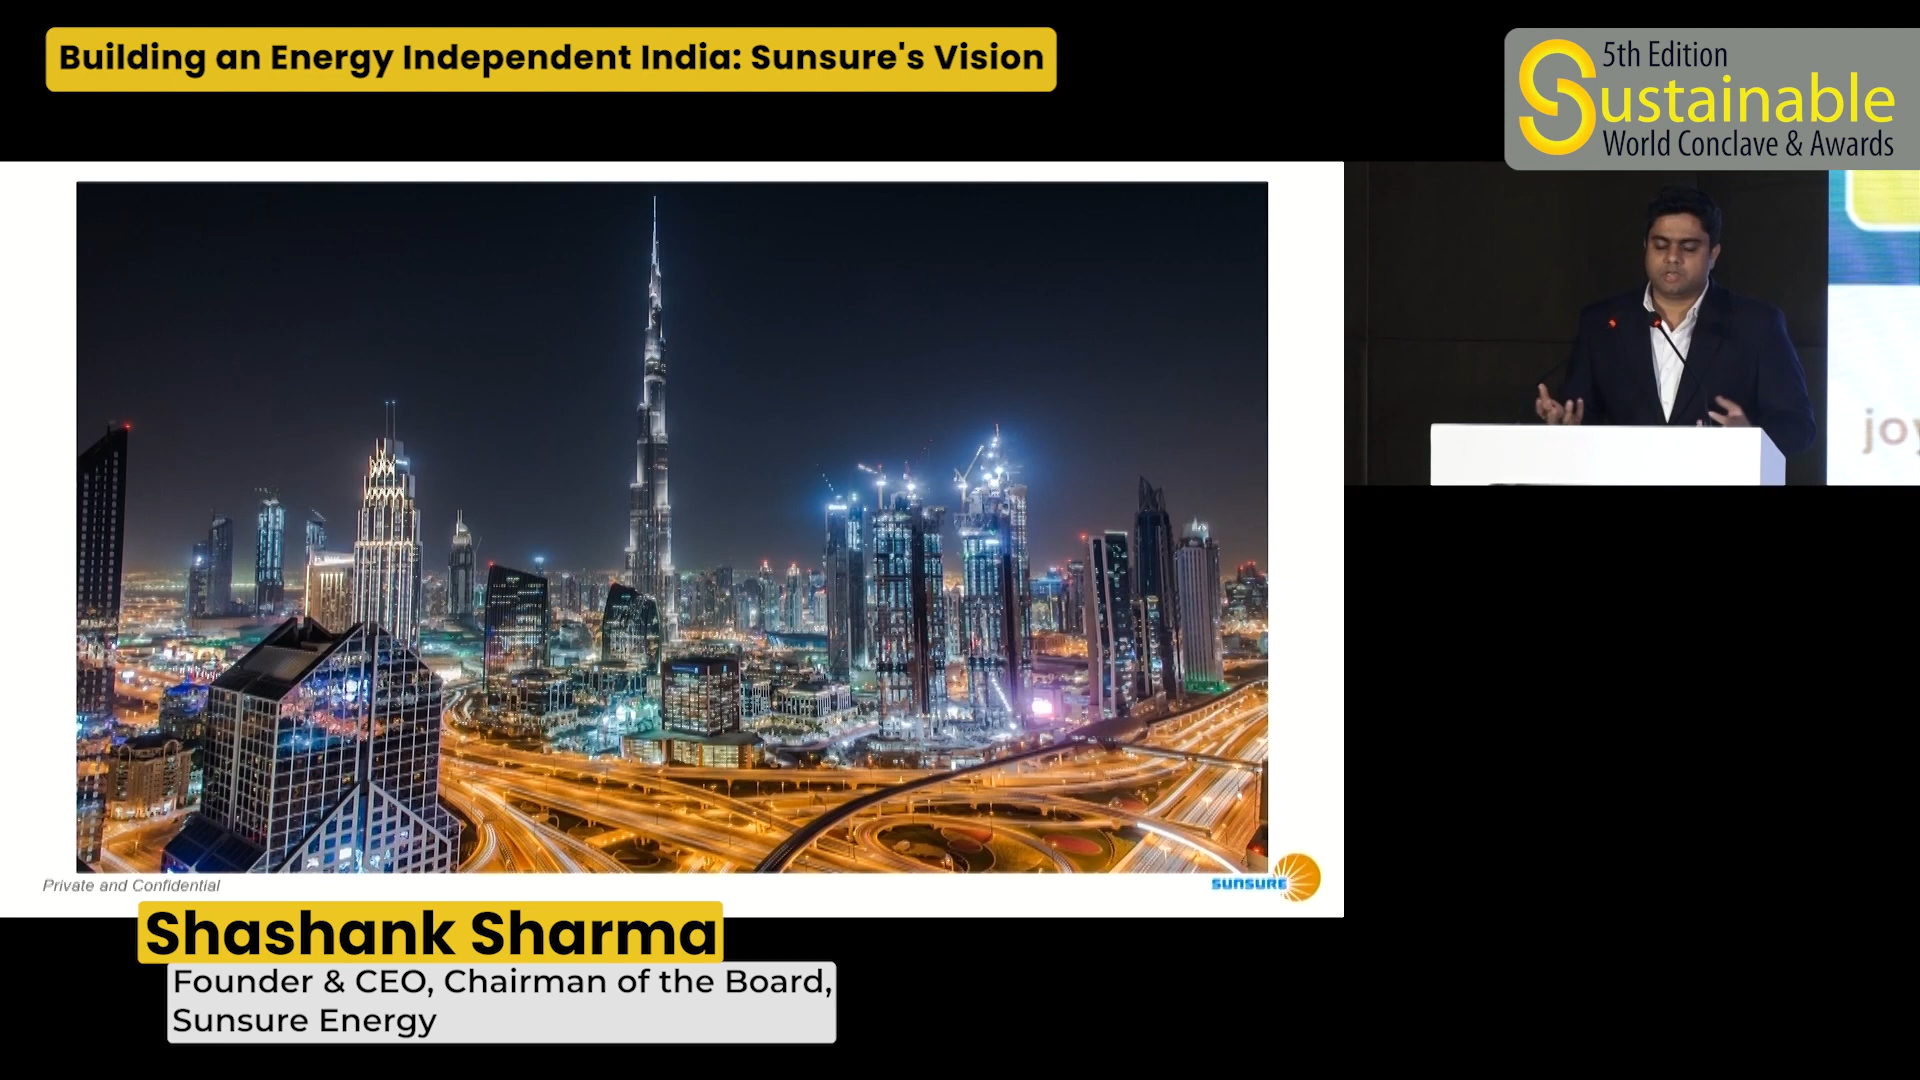 Building an Energy Independent India: Sunsure's Vision
5th Edition
Sustainable
World Conclave & Awards
joy
Private and Confidential
SUNSURE
Shashank Sharma
Founder & CEO, Chairman of the Board,
Sunsure Energy